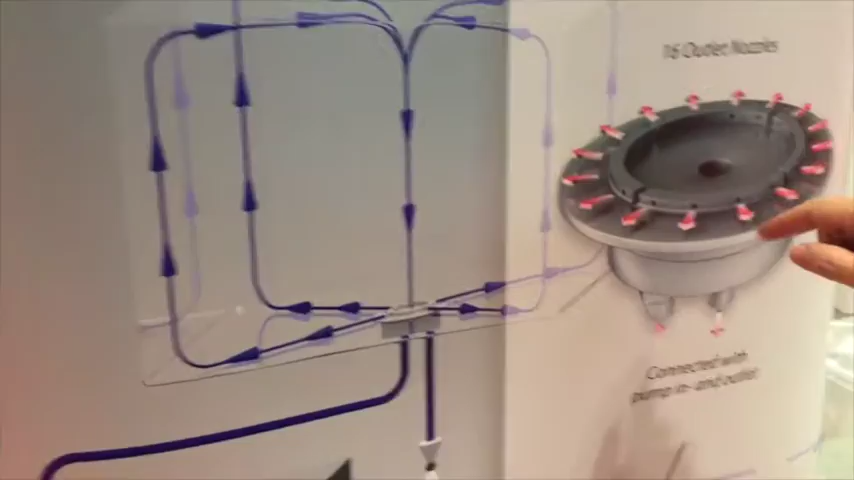 16 Outlet Nozzles
Connected with
pump in- and outlet